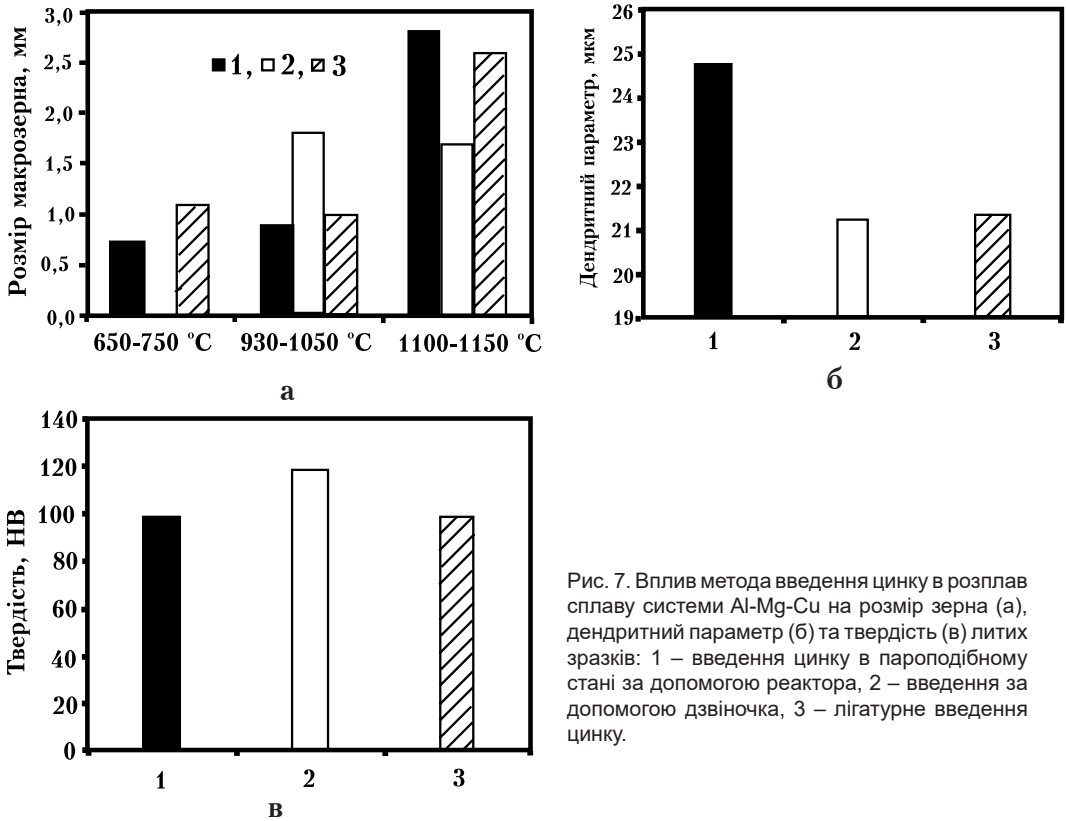 Розмір макрозерна, мм
3,0
2,5
2,0
1,5
1,0
0,5
0,0
1, 2, 3
650-750 °C
930-1050 °C
1100-1150 °C
а
Дендритний параметр, мкм
26
25
24
23
22
21
20
19
1
2
3
б
Твердість, НВ
140
120
100
80
60
40
20
0
1
2
3
в
Рис. 7. Вплив метода введення цинку в розплав
сплаву системи Al-Mg-Cu на розмір зерна (а),
дендритний параметр (б) та твердість (в) литих
зразків: 1 – введення цинку в пароподібному
стані за допомогою реактора, 2 – введення за
допомогою дзвіночка, 3 – лігатурне введення
цинку.